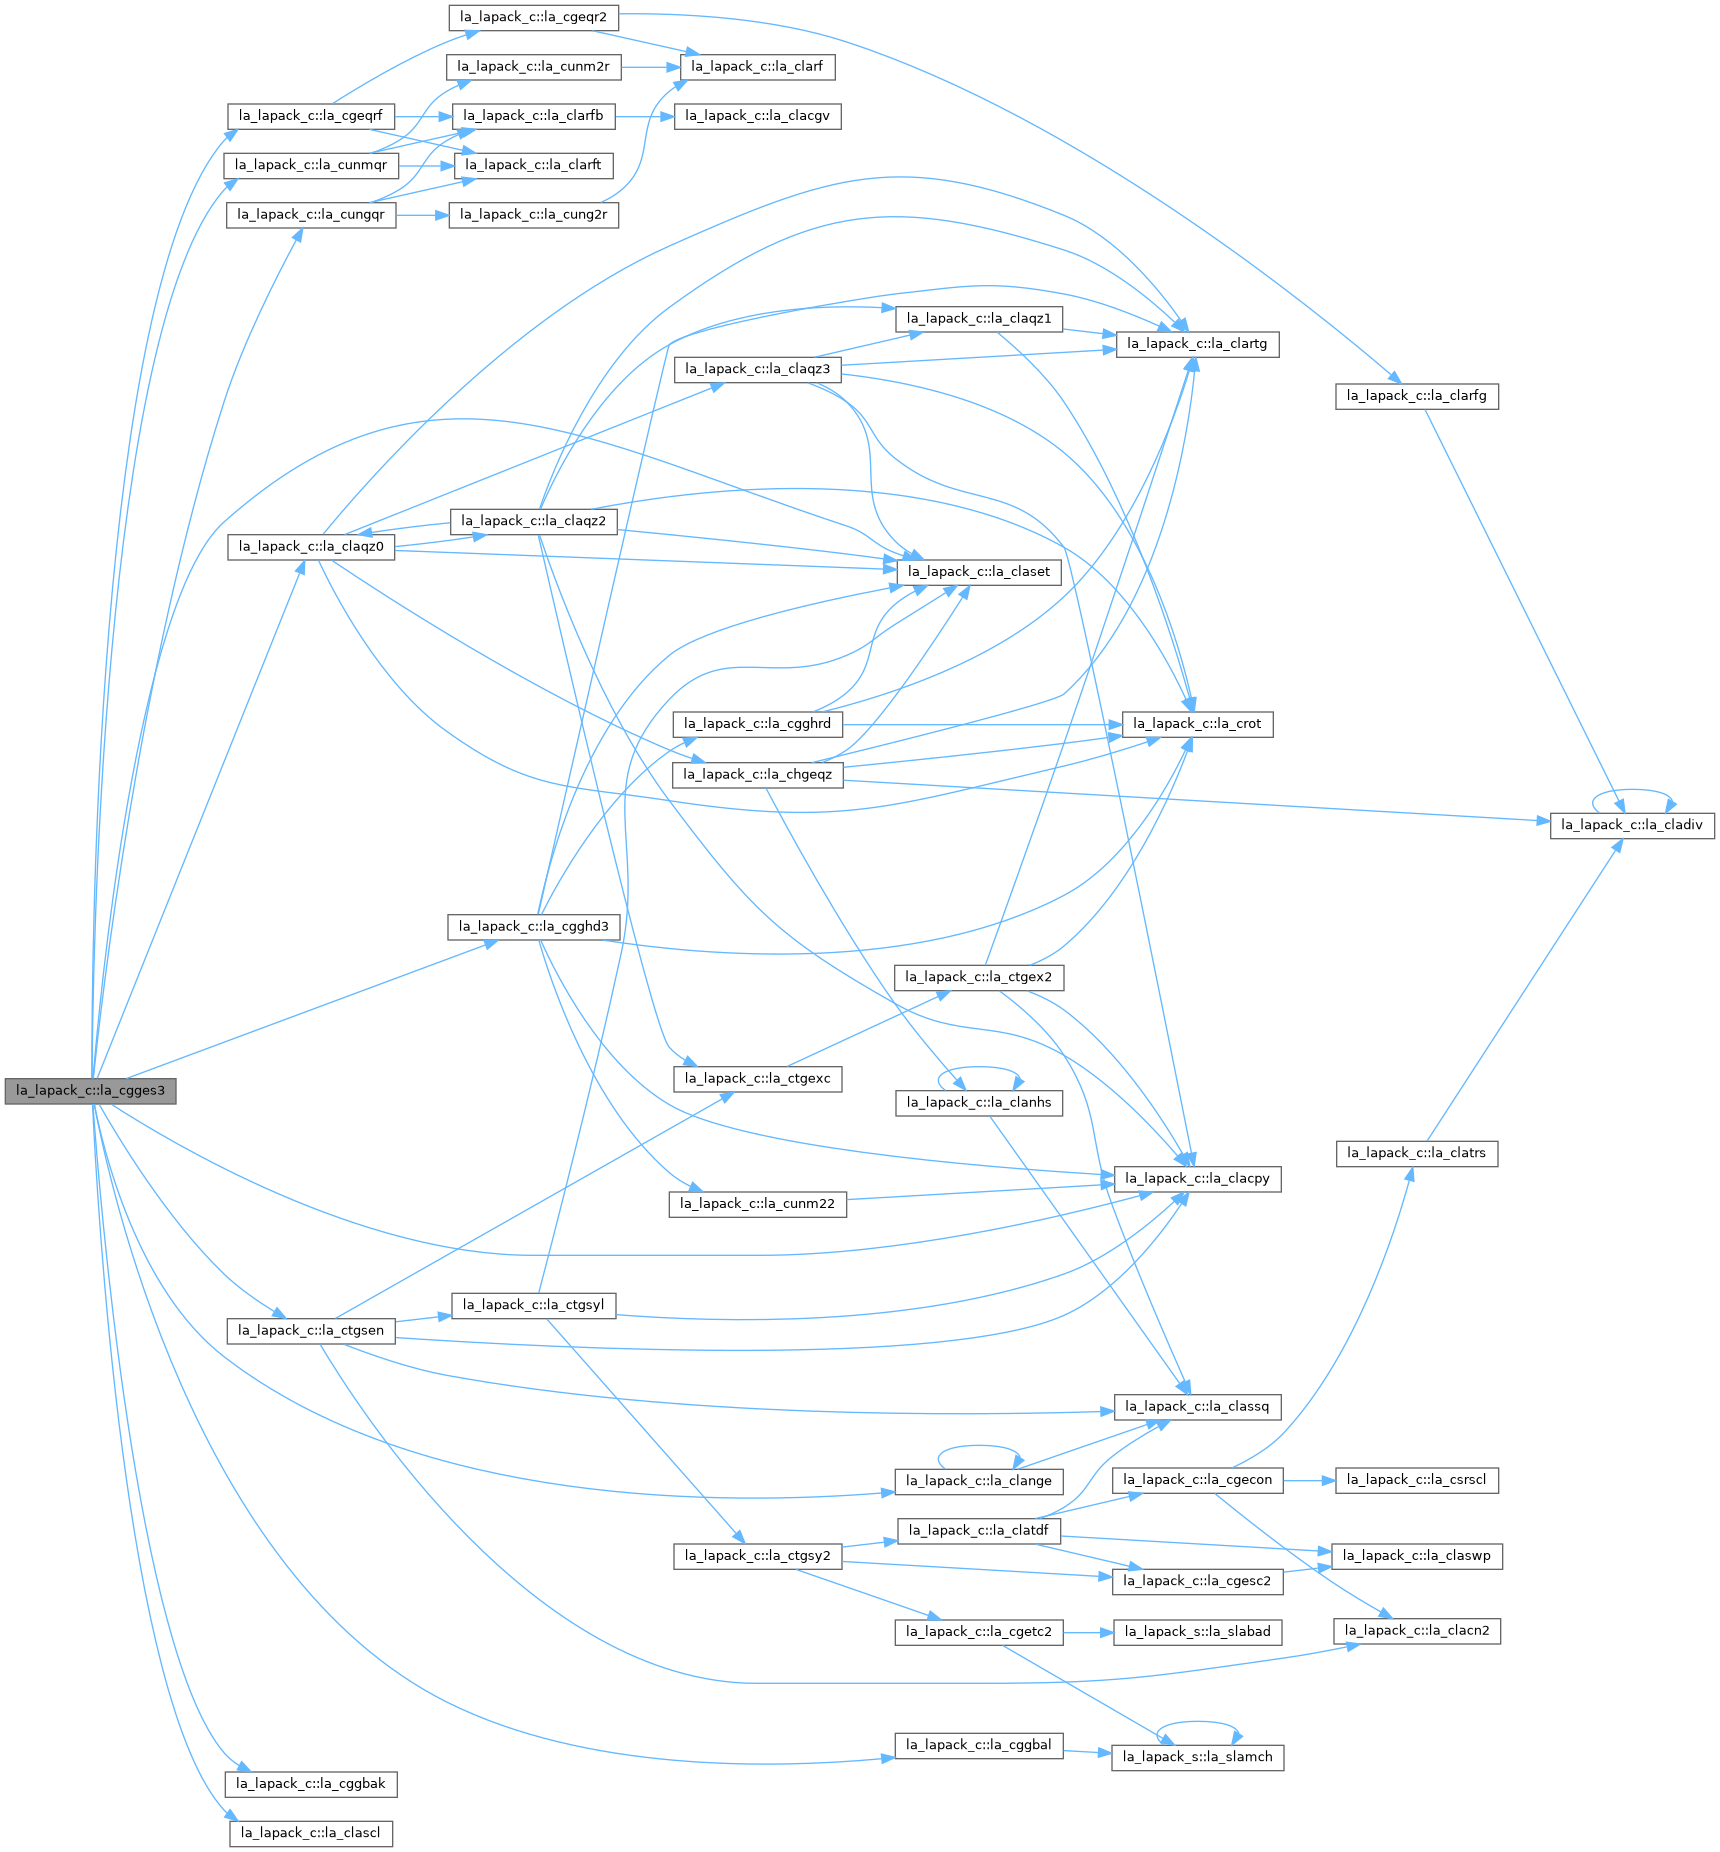 la_lapack_c::la_cgeqr2
la_lapack_c::la_cunm2r
la_lapack_c::la_clarf
la_lapack_c::la_cgeqrf
la_lapack_c::la_clarfb
la_lapack_c::la_clacgv
la_lapack_c::la_cunmqr
la_lapack_c::la_clarft
la_lapack_c::la_cungqr
la_lapack_c::la_cung2r
la_lapack_c::la_claqz1
la_lapack_c::la_clartg
la_lapack_c::la_claqz3
la_lapack_c::la_clarfg
la_lapack_c::la_claqz2
la_lapack_c::la_claqz0
la_lapack_c::la_claset
la_lapack_c::la_cgghrd
la_lapack_c::la_crot
la_lapack_c::la_chgeqz
la_lapack_c::la_cladiv
la_lapack_c::la_cgghd3
la_lapack_c::la_ctgex2
la_lapack_c::la_ctgexc
la_lapack_c::la_cgges3
la_lapack_c::la_clanhs
la_lapack_c::la_clatrs
la_lapack_c::la_clacpy
la_lapack_c::la_cunm22
la_lapack_c::la_ctgsyl
la_lapack_c::la_ctgsen
la_lapack_c::la_classq
la_lapack_c::la_clange
la_lapack_c::la_cgecon
la_lapack_c::la_csrscl
la_lapack_c::la_clatdf
la_lapack_c::la_ctgsy2
la_lapack_c::la_claswp
la_lapack_c::la_cgesc2
la_lapack_c::la_cgetc2
la_lapack_s::la_slabad
la_lapack_c::la_clacn2
la_lapack_c::la_cggbal
la_lapack_s::la_slamch
la_lapack_c::la_cggbak
la_lapack_c::la_clascl